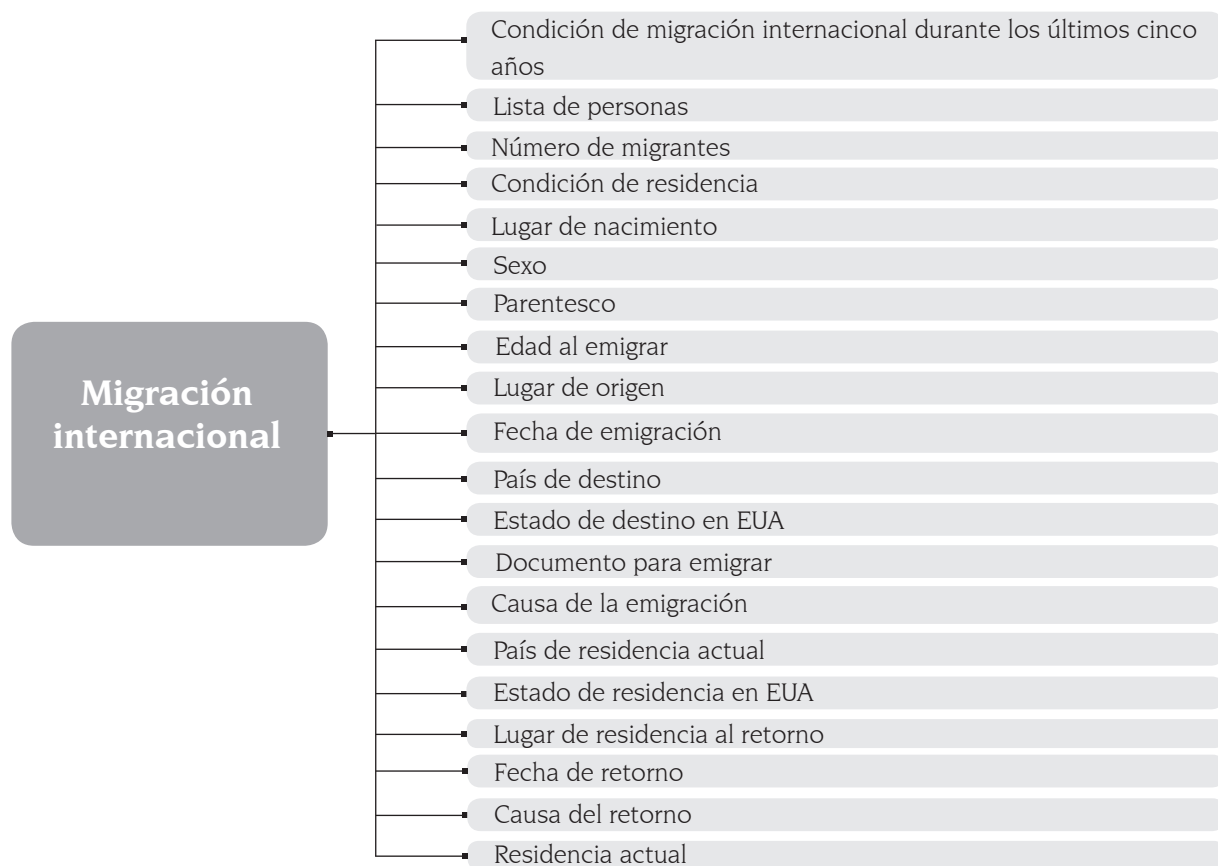 Migración
internacional
Condición de migración internacional durante los últimos cinco
años
Lista de personas
Número de migrantes
Condición de residencia
Lugar de nacimiento
Sexo
Parentesco
Edad al emigrar
Lugar de origen
Fecha de emigración
País de destino
Estado de destino en EUA
Documento para emigrar
Causa de la emigración
País de residencia actual
Estado de residencia en EUA
Lugar de residencia al retorno
Fecha de retorno
Causa del retorno
Residencia actual